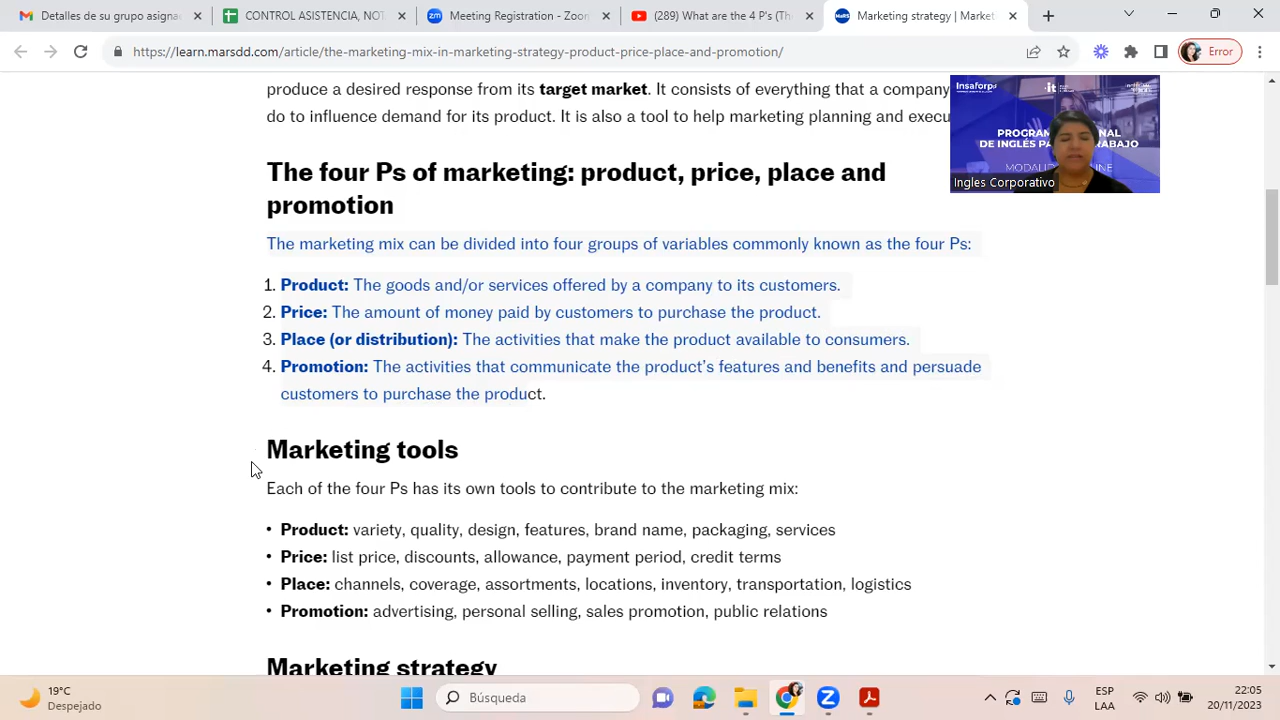 Detalles de su grupo asignar
CONTROL ASISTENCIA, NOT
Meeting Registration - Zoor
(289) What are the 4 P's (Th
Marketing strategy | Market
https://learn.marsdd.com/article/the-marketing-mix-in-marketing-strategy-product-price-place-and-promotion/
Error
produce a desired response from its target market. It consists of everything that a company
do to influence demand for its product. It is also a tool to help marketing planning and execu
Insaforp
PROGRAM
NAL
DE INGLÉS PA
TRABAJO
Ingles Corporativo
The four Ps of marketing: product, price, place and
promotion
The marketing mix can be divided into four groups of variables commonly known as the four Ps:
1. Product: The goods and/or services offered by a company to its customers.
2. Price: The amount of money paid by customers to purchase the product.
3. Place (or distribution): The activities that make the product available to consumers.
4. Promotion: The activities that communicate the product's features and benefits and persuade
customers to purchase the product.
Marketing tools
Each of the four Ps has its own tools to contribute to the marketing mix:
• Product: variety, quality, design, features, brand name, packaging, services
• Price: list price, discounts, allowance, payment period, credit terms
• Place: channels, coverage, assortments, locations, inventory, transportation, logistics
• Promotion: advertising, personal selling, sales promotion, public relations
Marketing strategy
19°C
Despejado
Búsqueda
ESP
LAA
22:05
20/11/2023